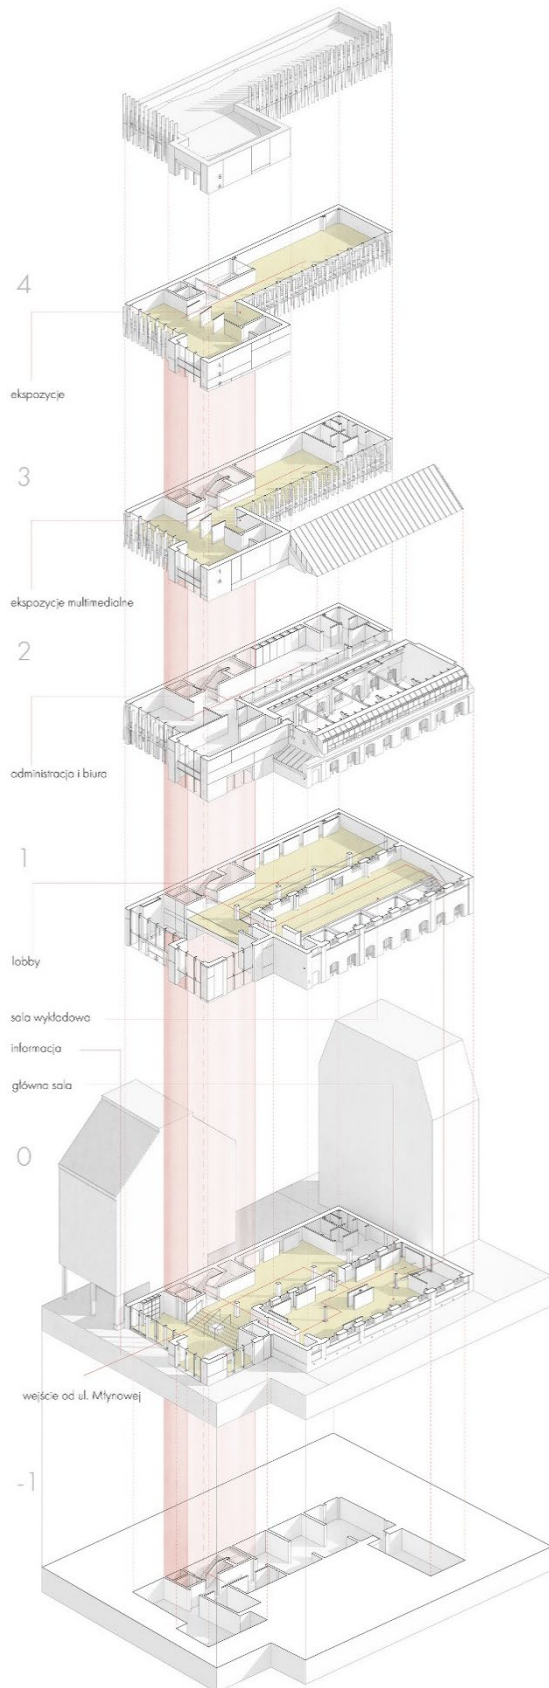 4
ekspozycje
3
ekspozycje multimedialne
2
administracja i biura
1
lobby
sala wykładowa
informacja
główna sala
0
wejście od ul. Młynowej
-1